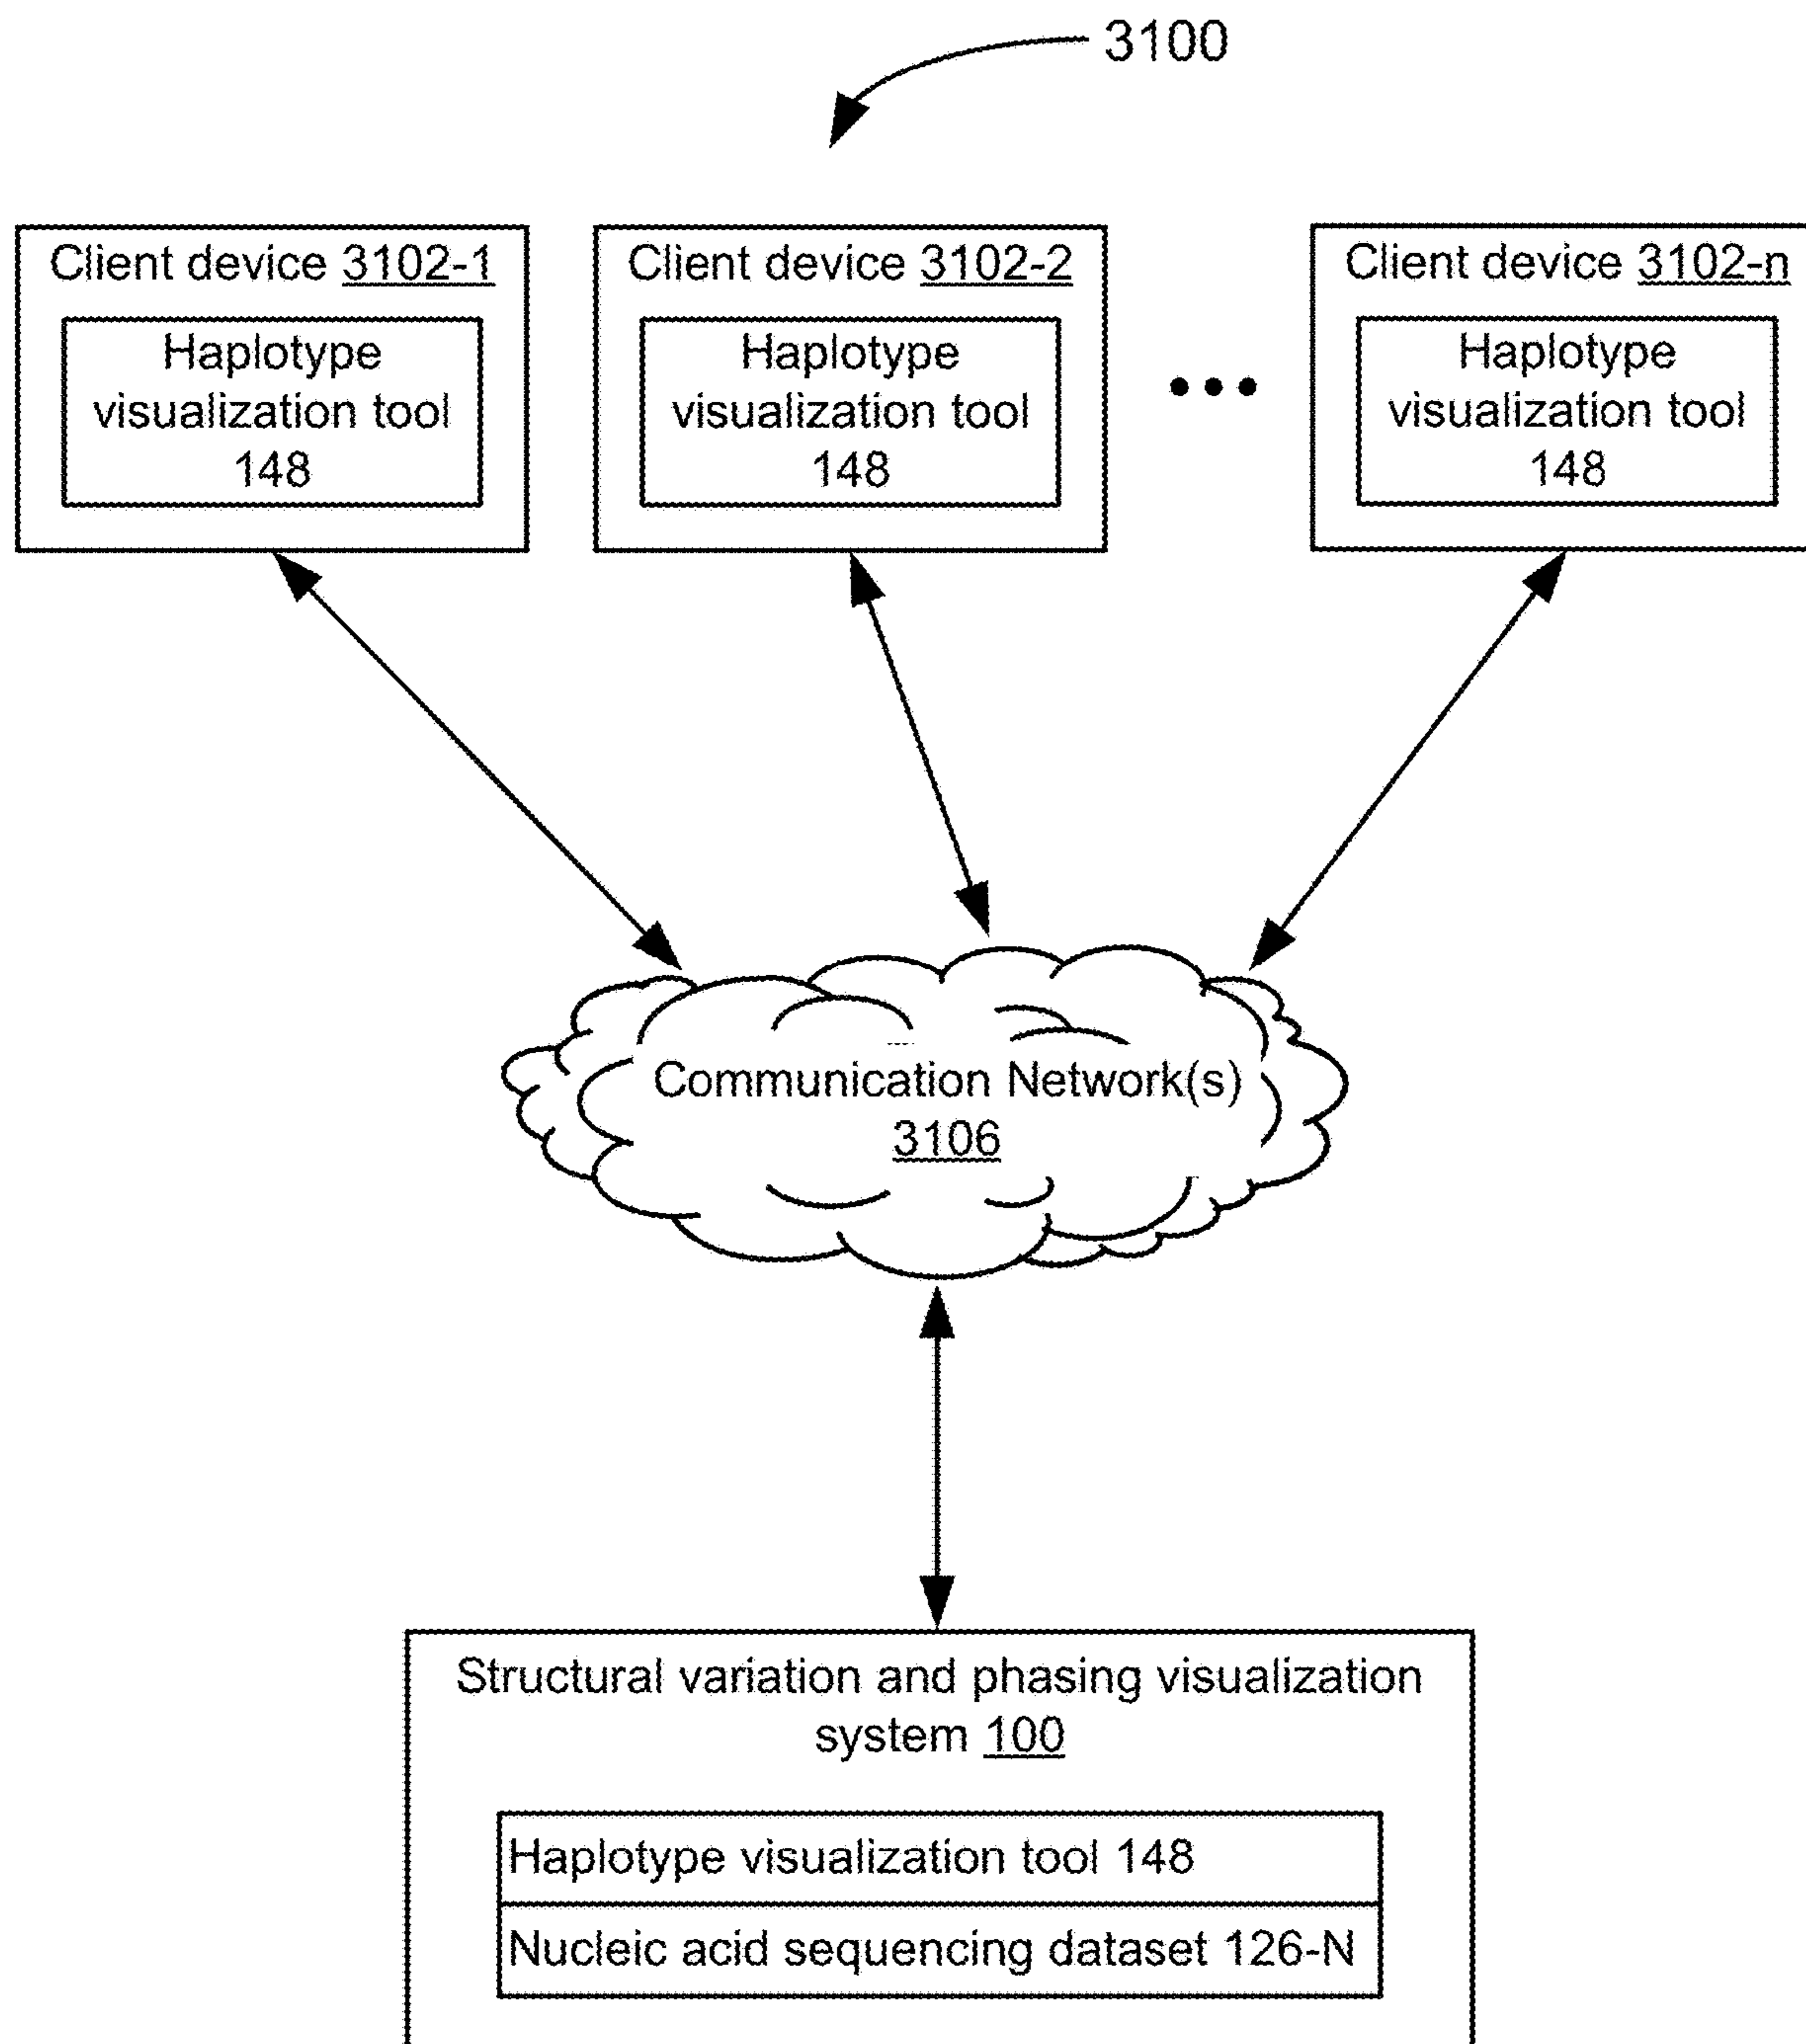 3100
Client device 3102-1
Haplotype
visualization tool
148
Client device 3102-2
Haplotype
visualization tool
148
Client device 3102-n
Haplotype
visualization tool
148
Communication Network(s)
3106
Structural variation and phasing visualization
system 100
Haplotype visualization tool 148
Nucleic acid sequencing dataset 126-N